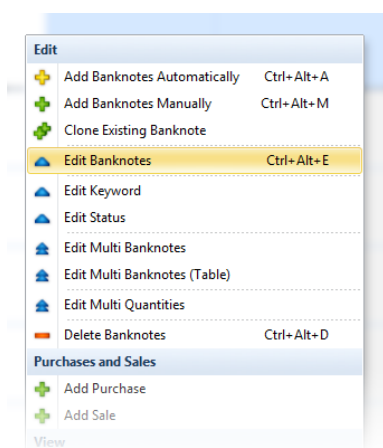 Edit
Add Banknotes Automatically Ctrl+Alt+A
Add Banknotes Manually Ctrl+Alt+M
Clone Existing Banknote
Edit Banknotes Ctrl+Alt+E
Edit Keyword
Edit Status
Edit Multi Banknotes
Edit Multi Banknotes (Table)
Edit Multi Quantities
Delete Banknotes Ctrl+Alt+D
Purchases and Sales
Add Purchase
Add Sale
View